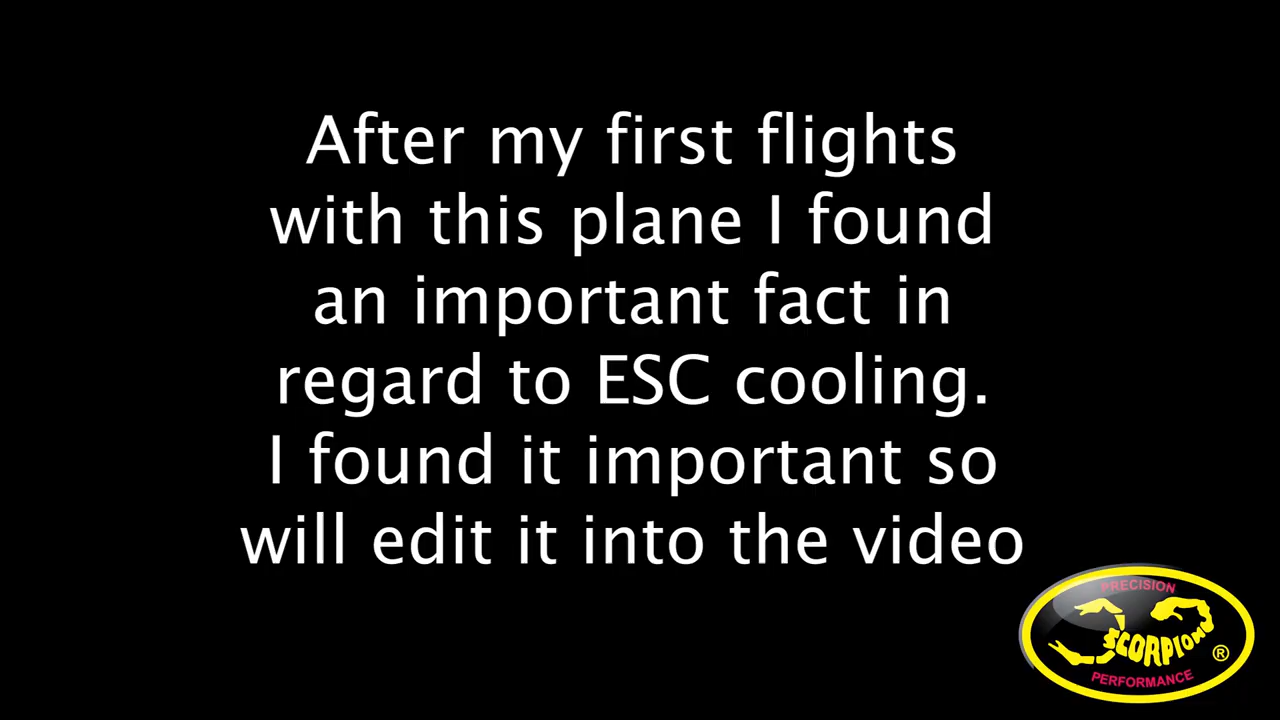 After my first flights
with this plane I found
an important fact in
regard to ESC cooling.
I found it important so
will edit it into the video
PRECISION
SCORPION
®
PERFORMANCE